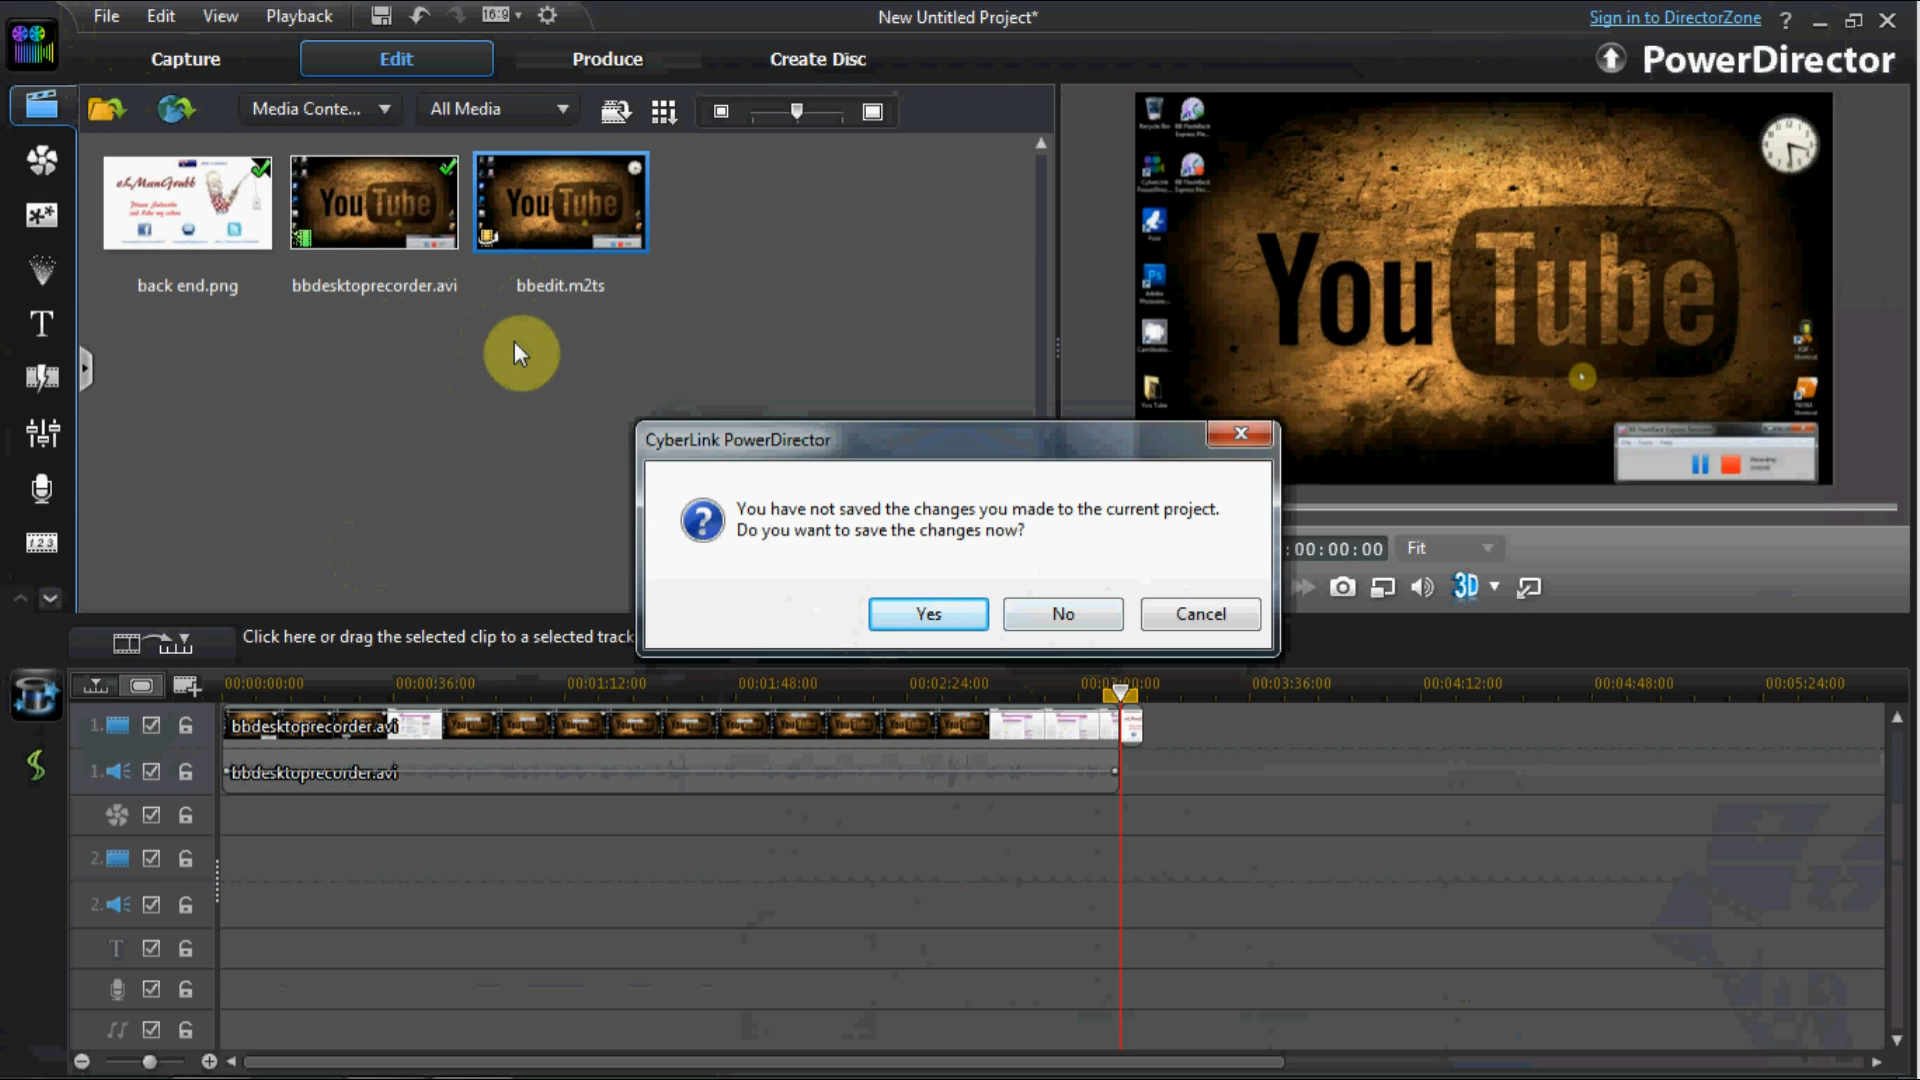 File Edit View Playback 16:9 New Untitled Project* Sign in to DirectorZone ?
Capture Edit Produce Create Disc PowerDirector
Media Conte... All Media
back end.png bbdesktoprecorder.avi bbedit.m2ts
eLManGrubb
YouTube
YouTube
YouTube
CyberLink PowerDirector
You have not saved the changes you made to the current project.
Do you want to save the changes now?
Yes No Cancel
:00:00:00 Fit
3D
Click here or drag the selected clip to a selected track
00:00:00:00 00:00:36:00 00:01:12:00 00:01:48:00 00:02:24:00 00:03:00:00 00:03:36:00 00:04:12:00 00:04:48:00 00:05:24:00
1. bbdesktoprecorder.avi
1. bbdesktoprecorder.avi
2.
2.
T